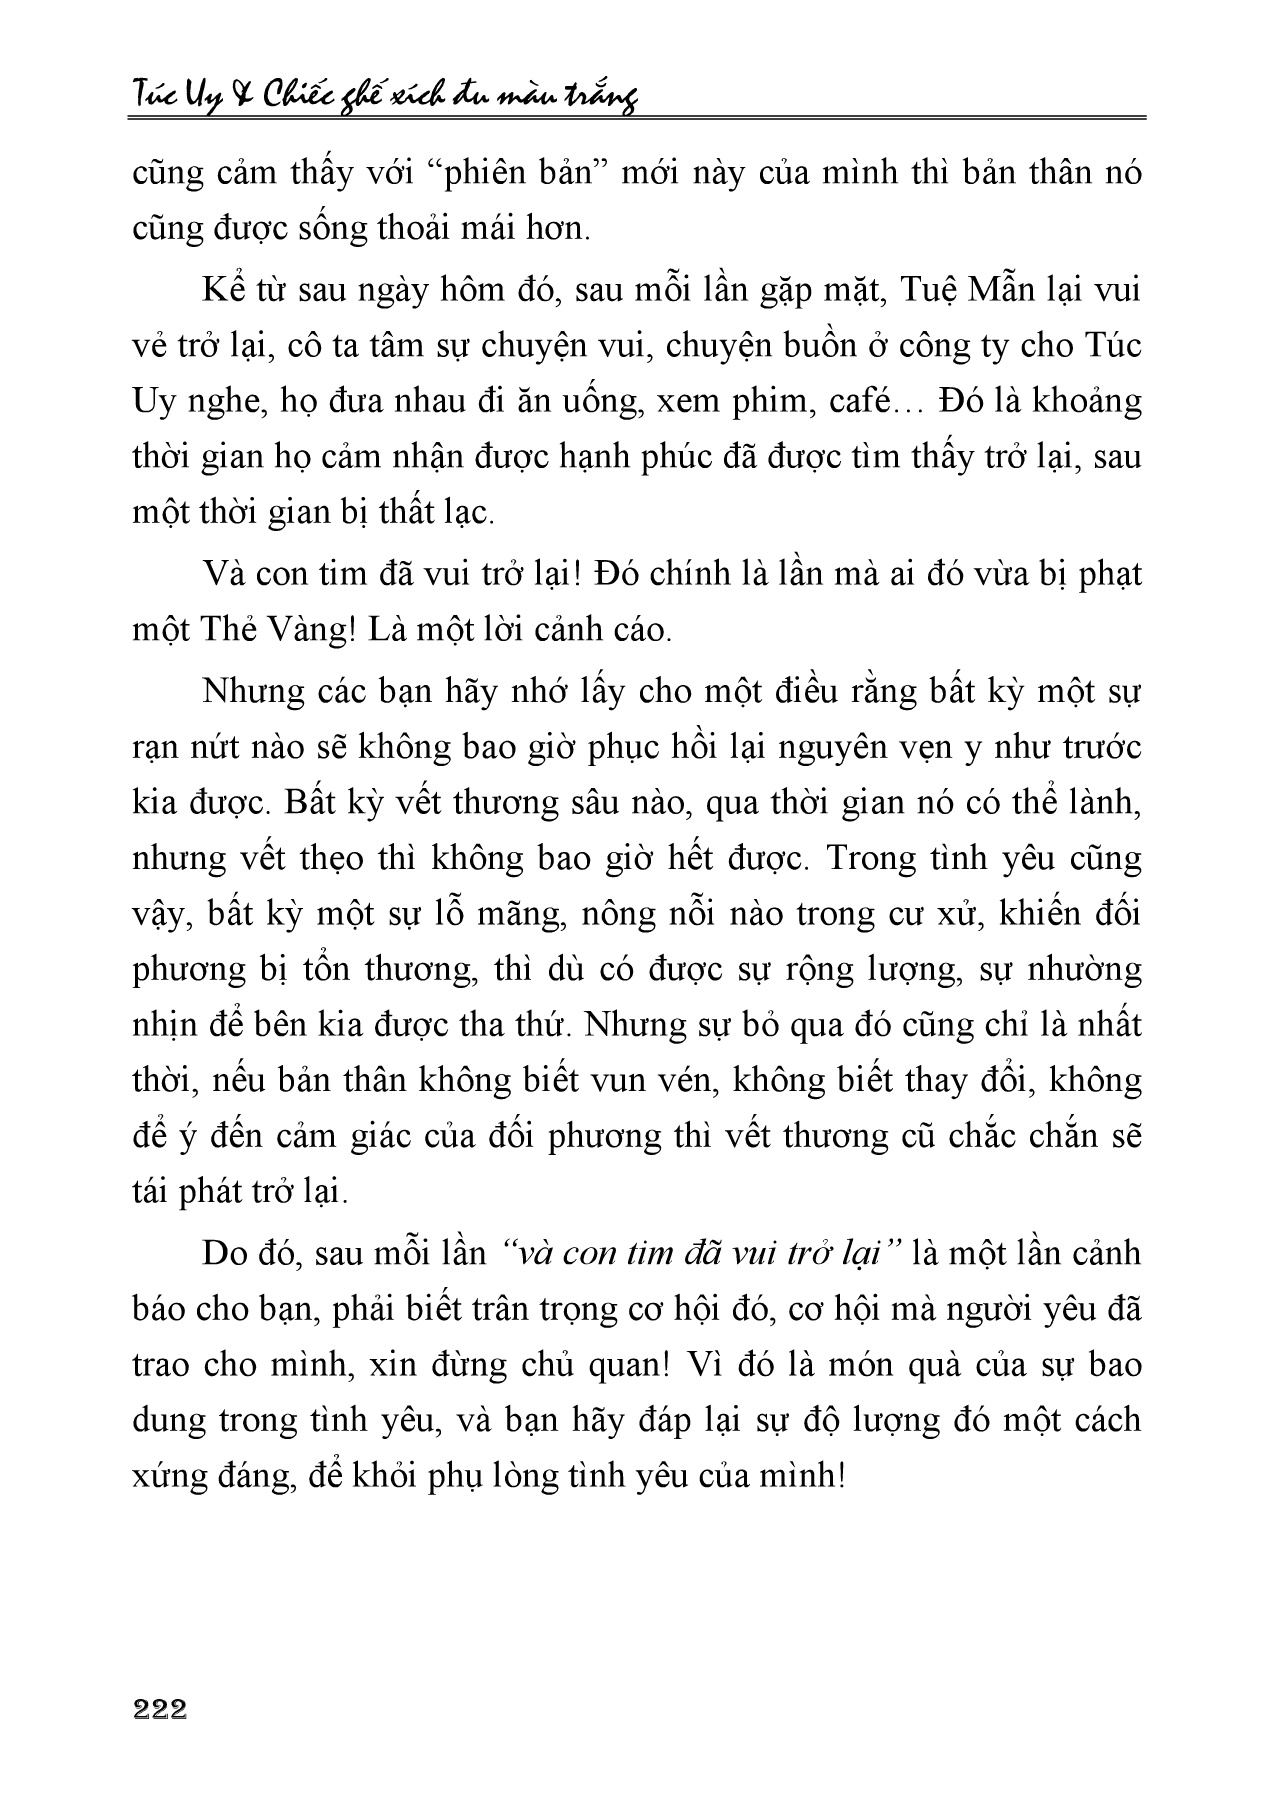 Túc Uy & Chiếc ghế xích đu màu trắng
cũng cảm thấy với “phiên bản” mới này của mình thì bản thân nó
cũng được sống thoải mái hơn.
Kể từ sau ngày hôm đó, sau mỗi lần gặp mặt, Tuệ Mẫn lại vui
vẻ trở lại, cô ta tâm sự chuyện vui, chuyện buồn ở công ty cho Túc
Uy nghe, họ đưa nhau đi ăn uống, xem phim, café… Đó là khoảng
thời gian họ cảm nhận được hạnh phúc đã được tìm thấy trở lại, sau
một thời gian bị thất lạc.
Và con tim đã vui trở lại! Đó chính là lần mà ai đó vừa bị phạt
một Thẻ Vàng! Là một lời cảnh cáo.
Nhưng các bạn hãy nhớ lấy cho một điều rằng bất kỳ một sự
rạn nứt nào sẽ không bao giờ phục hồi lại nguyên vẹn y như trước
kia được. Bất kỳ vết thương sâu nào, qua thời gian nó có thể lành,
nhưng vết thẹo thì không bao giờ hết được. Trong tình yêu cũng
vậy, bất kỳ một sự lỗ mãng, nông nỗi nào trong cư xử, khiến đối
phương bị tổn thương, thì dù có được sự rộng lượng, sự nhường
nhịn để bên kia được tha thứ. Nhưng sự bỏ qua đó cũng chỉ là nhất
thời, nếu bản thân không biết vun vén, không biết thay đổi, không
để ý đến cảm giác của đối phương thì vết thương cũ chắc chắn sẽ
tái phát trở lại.
Do đó, sau mỗi lần “và con tim đã vui trở lại” là một lần cảnh
báo cho bạn, phải biết trân trọng cơ hội đó, cơ hội mà người yêu đã
trao cho mình, xin đừng chủ quan! Vì đó là món quà của sự bao
dung trong tình yêu, và bạn hãy đáp lại sự độ lượng đó một cách
xứng đáng, để khỏi phụ lòng tình yêu của mình!
222